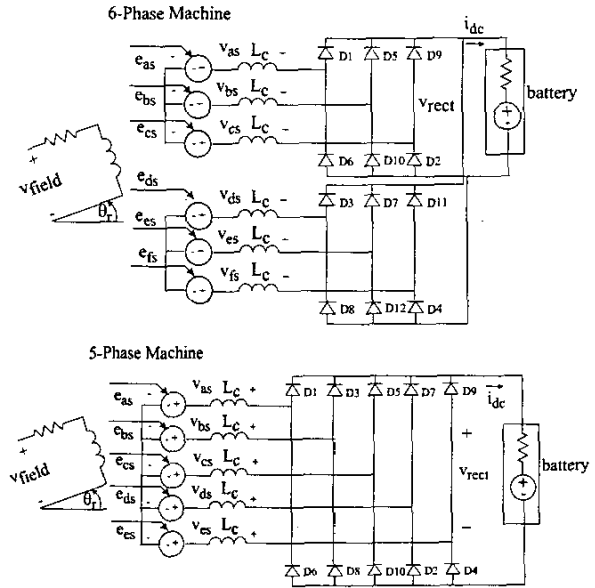 6-Phase Machine
i_dc
e_as - v_as L_c - D1 D5 D9
e_bs - v_bs L_c - v_rect battery
e_cs - v_cs L_c - D6 D10 D2
+ v_field - θ_r
e_ds - v_ds L_c - D3 D7 D11
e_es - v_es L_c
e_fs - v_fs L_c - D8 D12 D4
5-Phase Machine
e_as - v_as L_c + D1 D3 D5 D7 D9 i_dc
e_bs - v_bs L_c + +
e_cs - v_cs L_c + v_rect battery
+ v_field - θ_r
e_ds - v_ds L_c + -
e_es - v_es L_c + D6 D8 D10 D2 D4